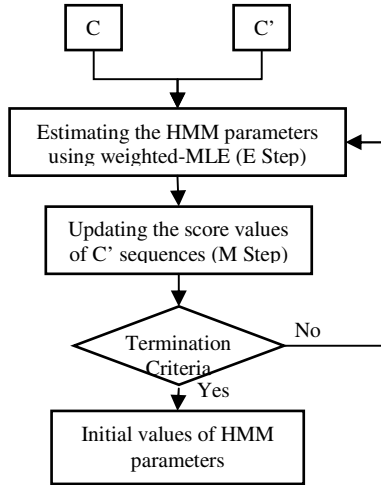 C C’
Estimating the HMM parameters
using weighted-MLE (E Step)
Updating the score values
of C’ sequences (M Step)
Termination
Criteria
No
Yes
Initial values of HMM
parameters